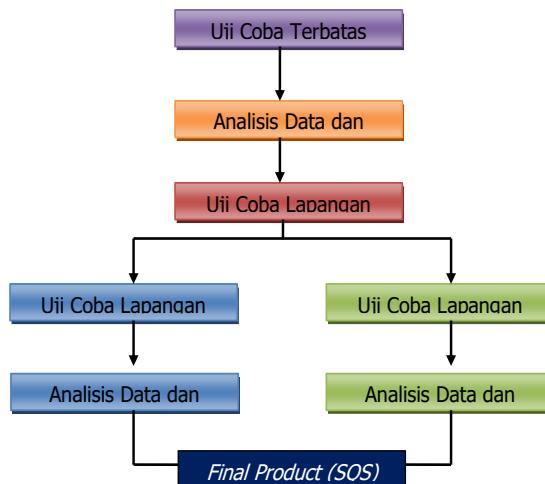 Uji Coba Terbatas
Analisis Data dan
Uji Coba Lapangan
Uji Coba Lapangan
Uji Coba Lapangan
Analisis Data dan
Analisis Data dan
Final Product (SQS)